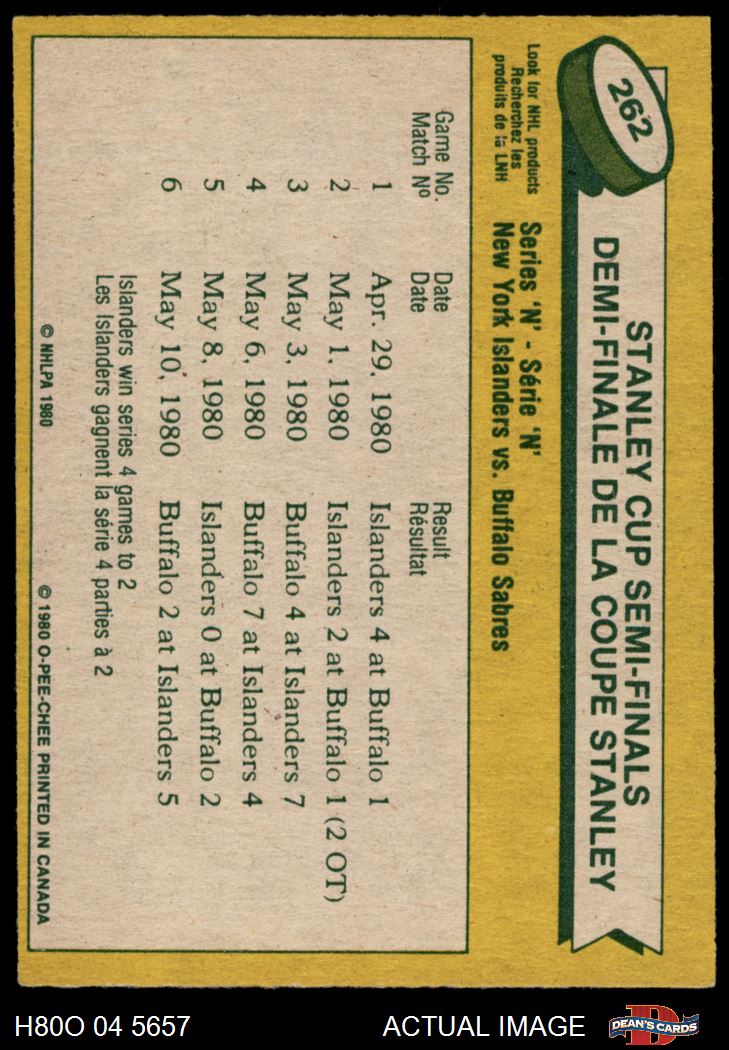 262
STANLEY CUP SEMI-FINALS
DEMI-FINALE DE LA COUPE STANLEY
Look for NHL products
Recherchez les
produits de la LNH
Series 'N' - Série 'N'
New York Islanders vs. Buffalo Sabres
Game No. Date Result
Match Nº Date Résultat
1 Apr. 29, 1980 Islanders 4 at Buffalo 1
2 May 1, 1980 Islanders 2 at Buffalo 1 (2 OT)
3 May 3, 1980 Buffalo 4 at Islanders 7
4 May 6, 1980 Buffalo 7 at Islanders 4
5 May 8, 1980 Islanders 0 at Buffalo 2
6 May 10, 1980 Buffalo 2 at Islanders 5
Islanders win series 4 games to 2
Les Islanders gagnent la série 4 parties à 2
© NHLPA 1980 © 1980 O-PEE-CHEE PRINTED IN CANADA
H80O 04 5657 ACTUAL IMAGE DEAN'S CARDS